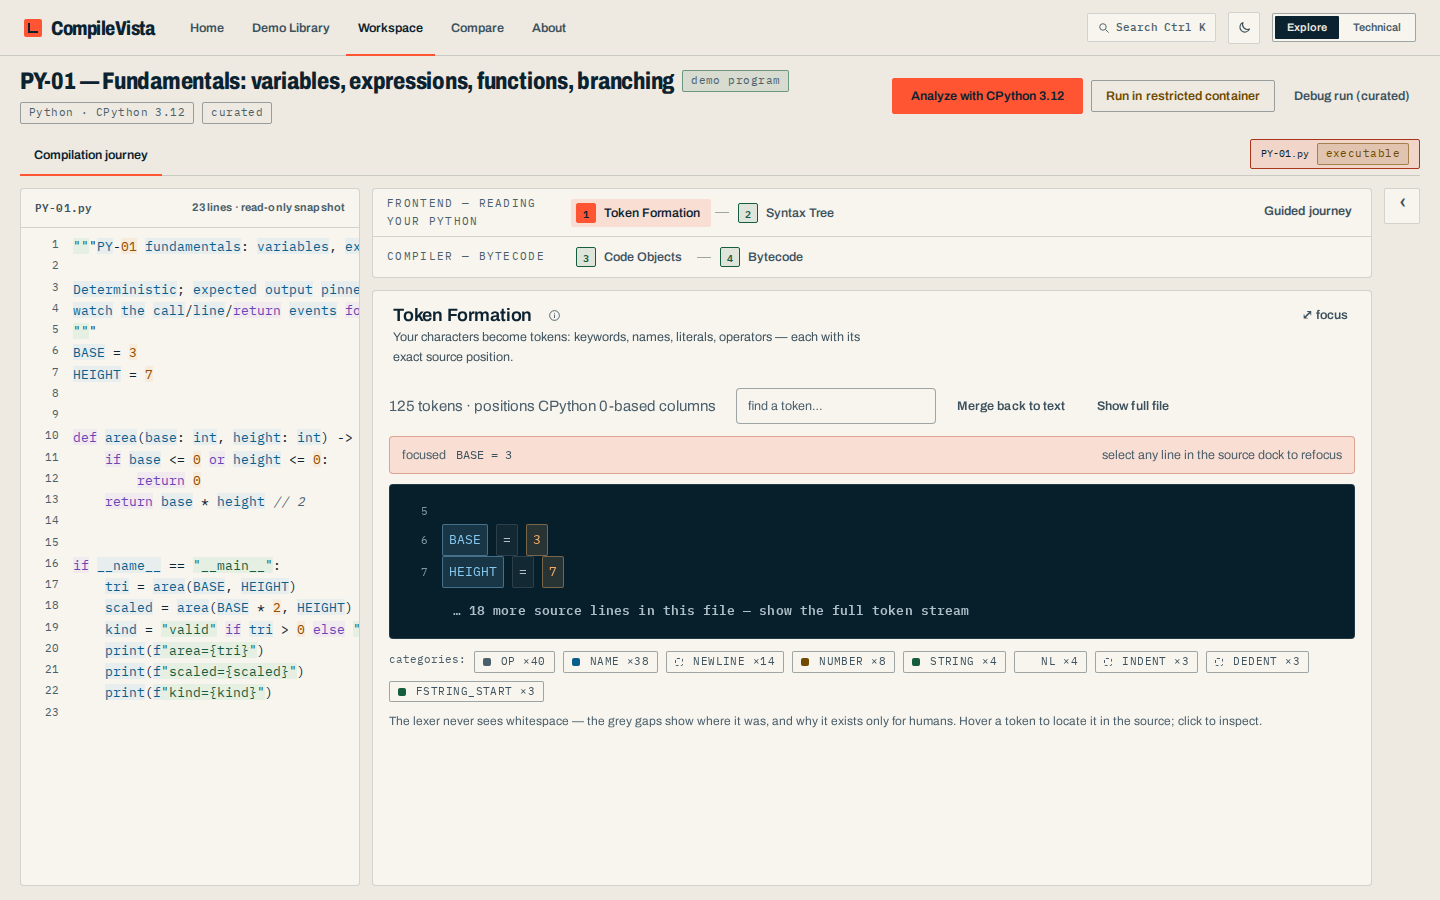 CompileVista Home Demo Library Workspace Compare About Search Ctrl K Explore Technical
PY-01 — Fundamentals: variables, expressions, functions, branching demo program
Python · CPython 3.12 curated
Analyze with CPython 3.12 Run in restricted container Debug run (curated)
Compilation journey
PY-01.py executable
PY-01.py 23 lines · read-only snapshot
1 """PY-01 fundamentals: variables, ex
2
3 Deterministic; expected output pinne
4 watch the call/line/return events fo
5 """
6 BASE = 3
7 HEIGHT = 7
8
9
10 def area(base: int, height: int) ->
11 if base <= 0 or height <= 0:
12 return 0
13 return base * height // 2
14
15
16 if __name__ == "__main__":
17 tri = area(BASE, HEIGHT)
18 scaled = area(BASE * 2, HEIGHT)
19 kind = "valid" if tri > 0 else "
20 print(f"area={tri}")
21 print(f"scaled={scaled}")
22 print(f"kind={kind}")
23
FRONTEND — READING
YOUR PYTHON
1 Token Formation — 2 Syntax Tree
Guided journey
COMPILER — BYTECODE
3 Code Objects — 4 Bytecode
Token Formation
focus
Your characters become tokens: keywords, names, literals, operators — each with its
exact source position.
125 tokens · positions CPython 0-based columns find a token... Merge back to text Show full file
focused BASE = 3 select any line in the source dock to refocus
5
6 BASE = 3
7 HEIGHT = 7
… 18 more source lines in this file — show the full token stream
categories: OP ×40 NAME ×38 NEWLINE ×14 NUMBER ×8 STRING ×4 NL ×4 INDENT ×3 DEDENT ×3
FSTRING_START ×3
The lexer never sees whitespace — the grey gaps show where it was, and why it exists only for humans. Hover a token to locate it in the source; click to inspect.